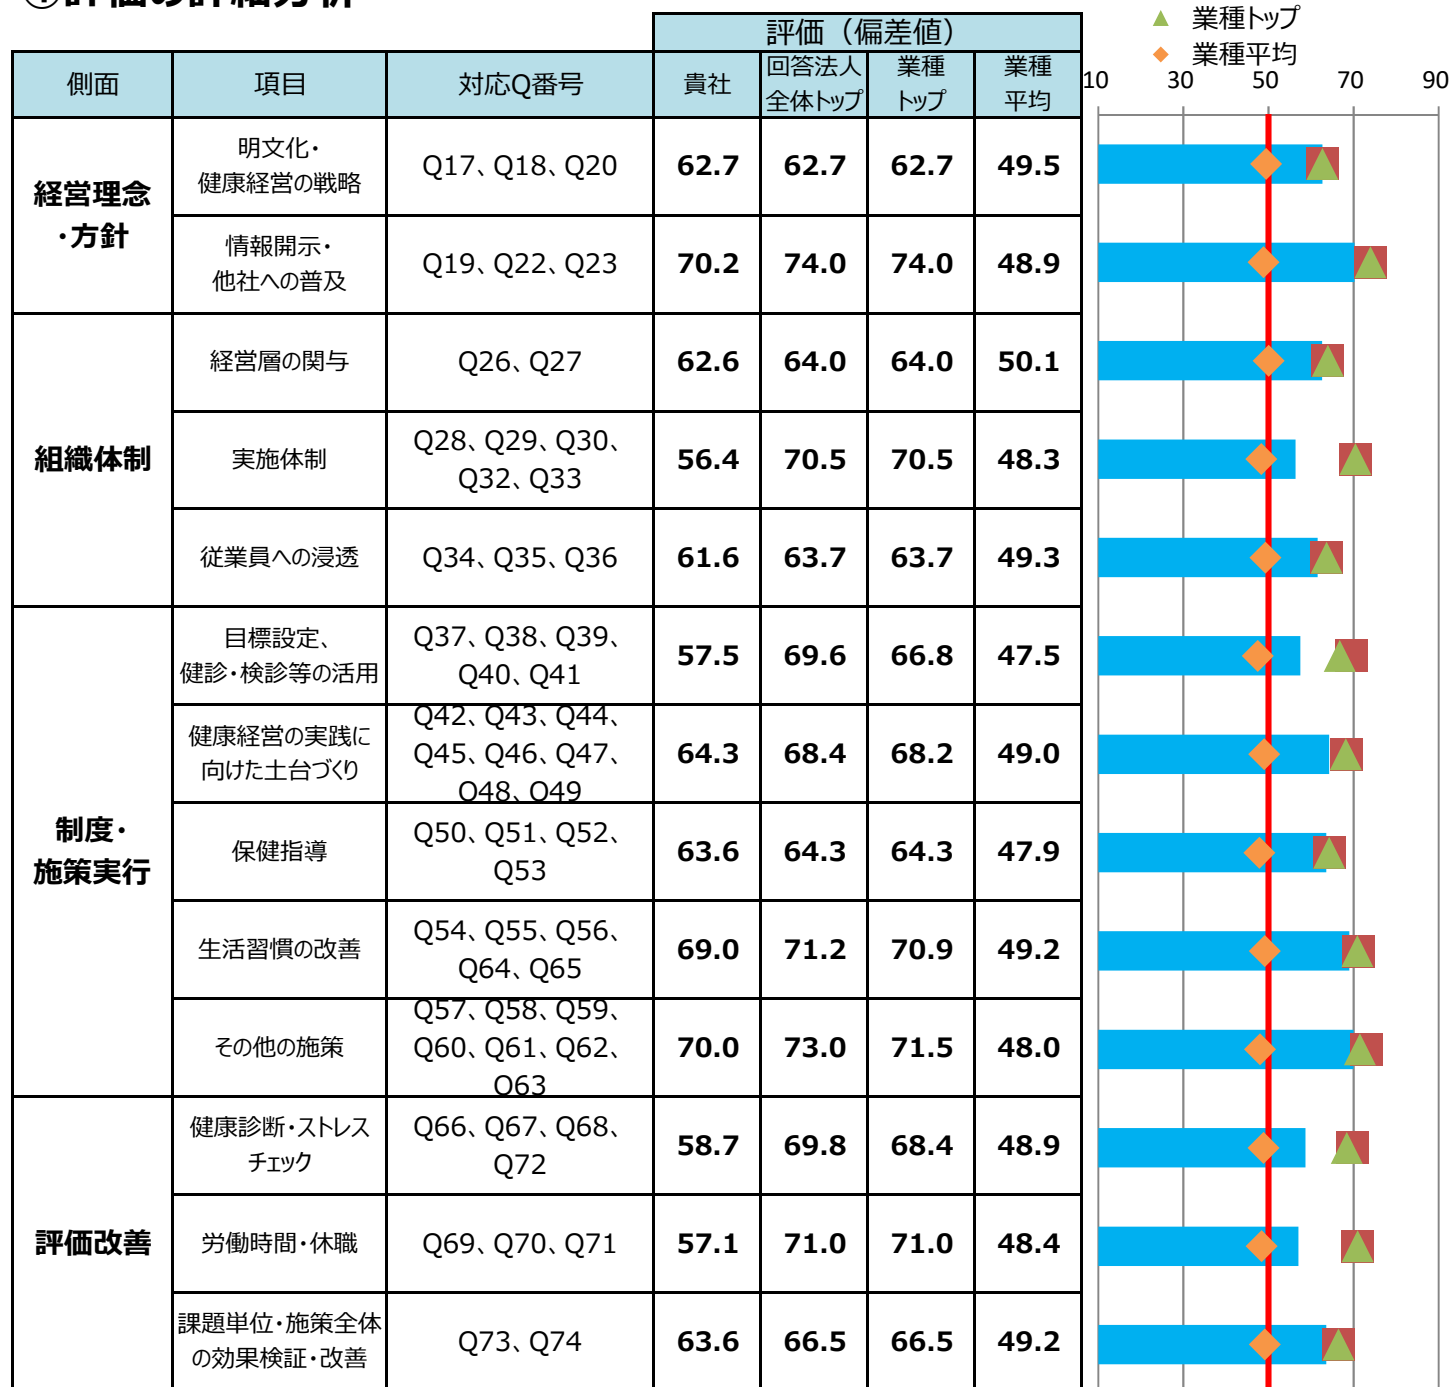 ①評価の詳細分析
評価（偏差値）
側面 項目 対応Q番号 貴社 回答法人全体トップ 業種トップ 業種平均
▲ 業種トップ
◆ 業種平均
10 30 50 70 90
経営理念
・方針
明文化・
健康経営の戦略
Q17、Q18、Q20
62.7 62.7 62.7 49.5
情報開示・
他社への普及
Q19、Q22、Q23
70.2 74.0 74.0 48.9
組織体制
経営層の関与
Q26、Q27
62.6 64.0 64.0 50.1
実施体制
Q28、Q29、Q30、
Q32、Q33
56.4 70.5 70.5 48.3
従業員への浸透
Q34、Q35、Q36
61.6 63.7 63.7 49.3
制度・
施策実行
目標設定、
健診・検診等の活用
Q37、Q38、Q39、
Q40、Q41
57.5 69.6 66.8 47.5
健康経営の実践に
向けた土台づくり
Q42、Q43、Q44、
Q45、Q46、Q47、
Q48、Q49
64.3 68.4 68.2 49.0
保健指導
Q50、Q51、Q52、
Q53
63.6 64.3 64.3 47.9
生活習慣の改善
Q54、Q55、Q56、
Q64、Q65
69.0 71.2 70.9 49.2
その他の施策
Q57、Q58、Q59、
Q60、Q61、Q62、
Q63
70.0 73.0 71.5 48.0
評価改善
健康診断・ストレス
チェック
Q66、Q67、Q68、
Q72
58.7 69.8 68.4 48.9
労働時間・休職
Q69、Q70、Q71
57.1 71.0 71.0 48.4
課題単位・施策全体
の効果検証・改善
Q73、Q74
63.6 66.5 66.5 49.2